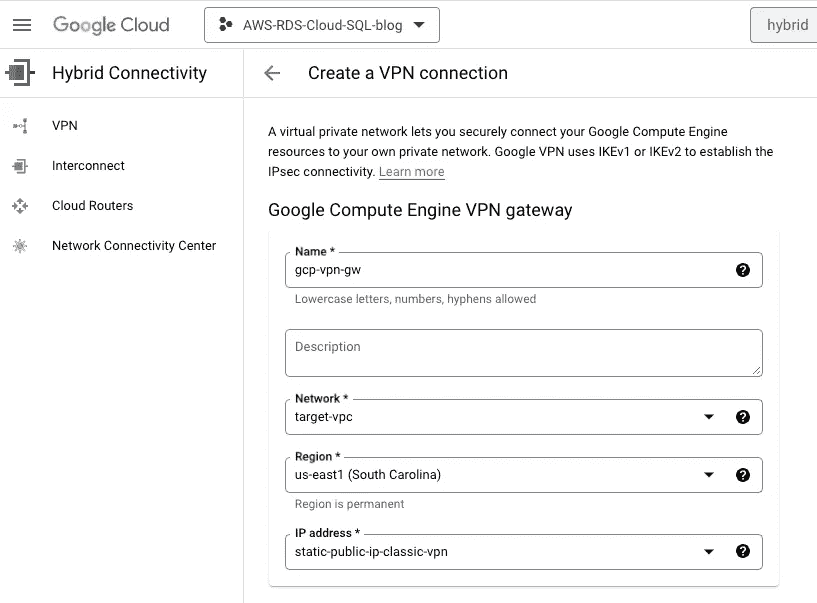 Google Cloud
AWS-RDS-Cloud-SQL-blog
hybrid
Hybrid Connectivity
Create a VPN connection
VPN
Interconnect
Cloud Routers
Network Connectivity Center
A virtual private network lets you securely connect your Google Compute Engine
resources to your own private network. Google VPN uses IKEv1 or IKEv2 to establish the
IPsec connectivity. Learn more
Google Compute Engine VPN gateway
Name *
gcp-vpn-gw
Lowercase letters, numbers, hyphens allowed
Description
Network *
target-vpc
Region *
us-east1 (South Carolina)
Region is permanent
IP address *
static-public-ip-classic-vpn